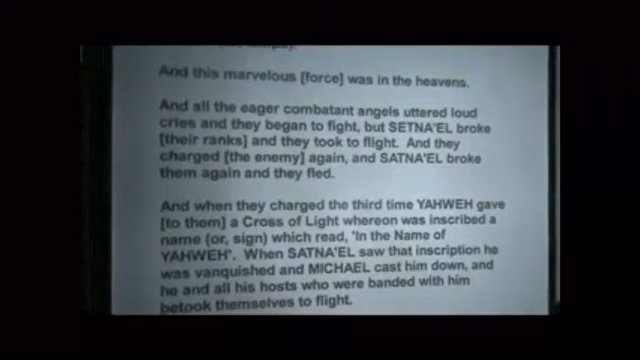 And this marvelous [force] was in the heavens.
And all the eager combatant angels uttered loud
cries and they began to fight, but SETNA'EL broke
[their ranks] and they took to flight. And they
charged [the enemy] again, and SATNA'EL broke
them again and they fled.
And when they charged the third time YAHWEH gave
[to them] a Cross of Light whereon was inscribed a
name (or, sign) which read, 'In the Name of
YAHWEH'. When SATNA'EL saw that inscription he
was vanquished and MICHAEL cast him down, and
he and all his hosts who were banded with him
betook themselves to flight.